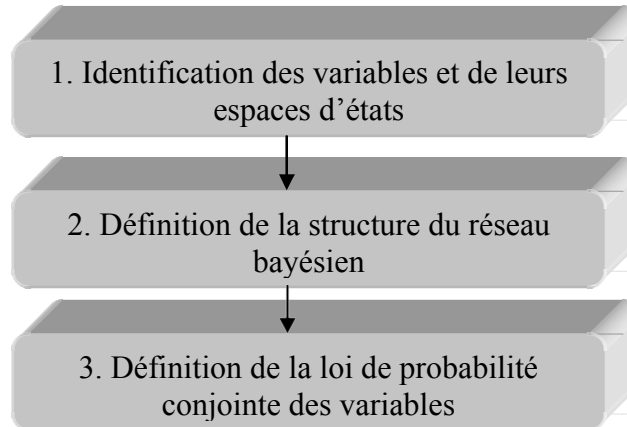 1. Identification des variables et de leurs
espaces d’états
2. Définition de la structure du réseau
bayésien
3. Définition de la loi de probabilité
conjointe des variables